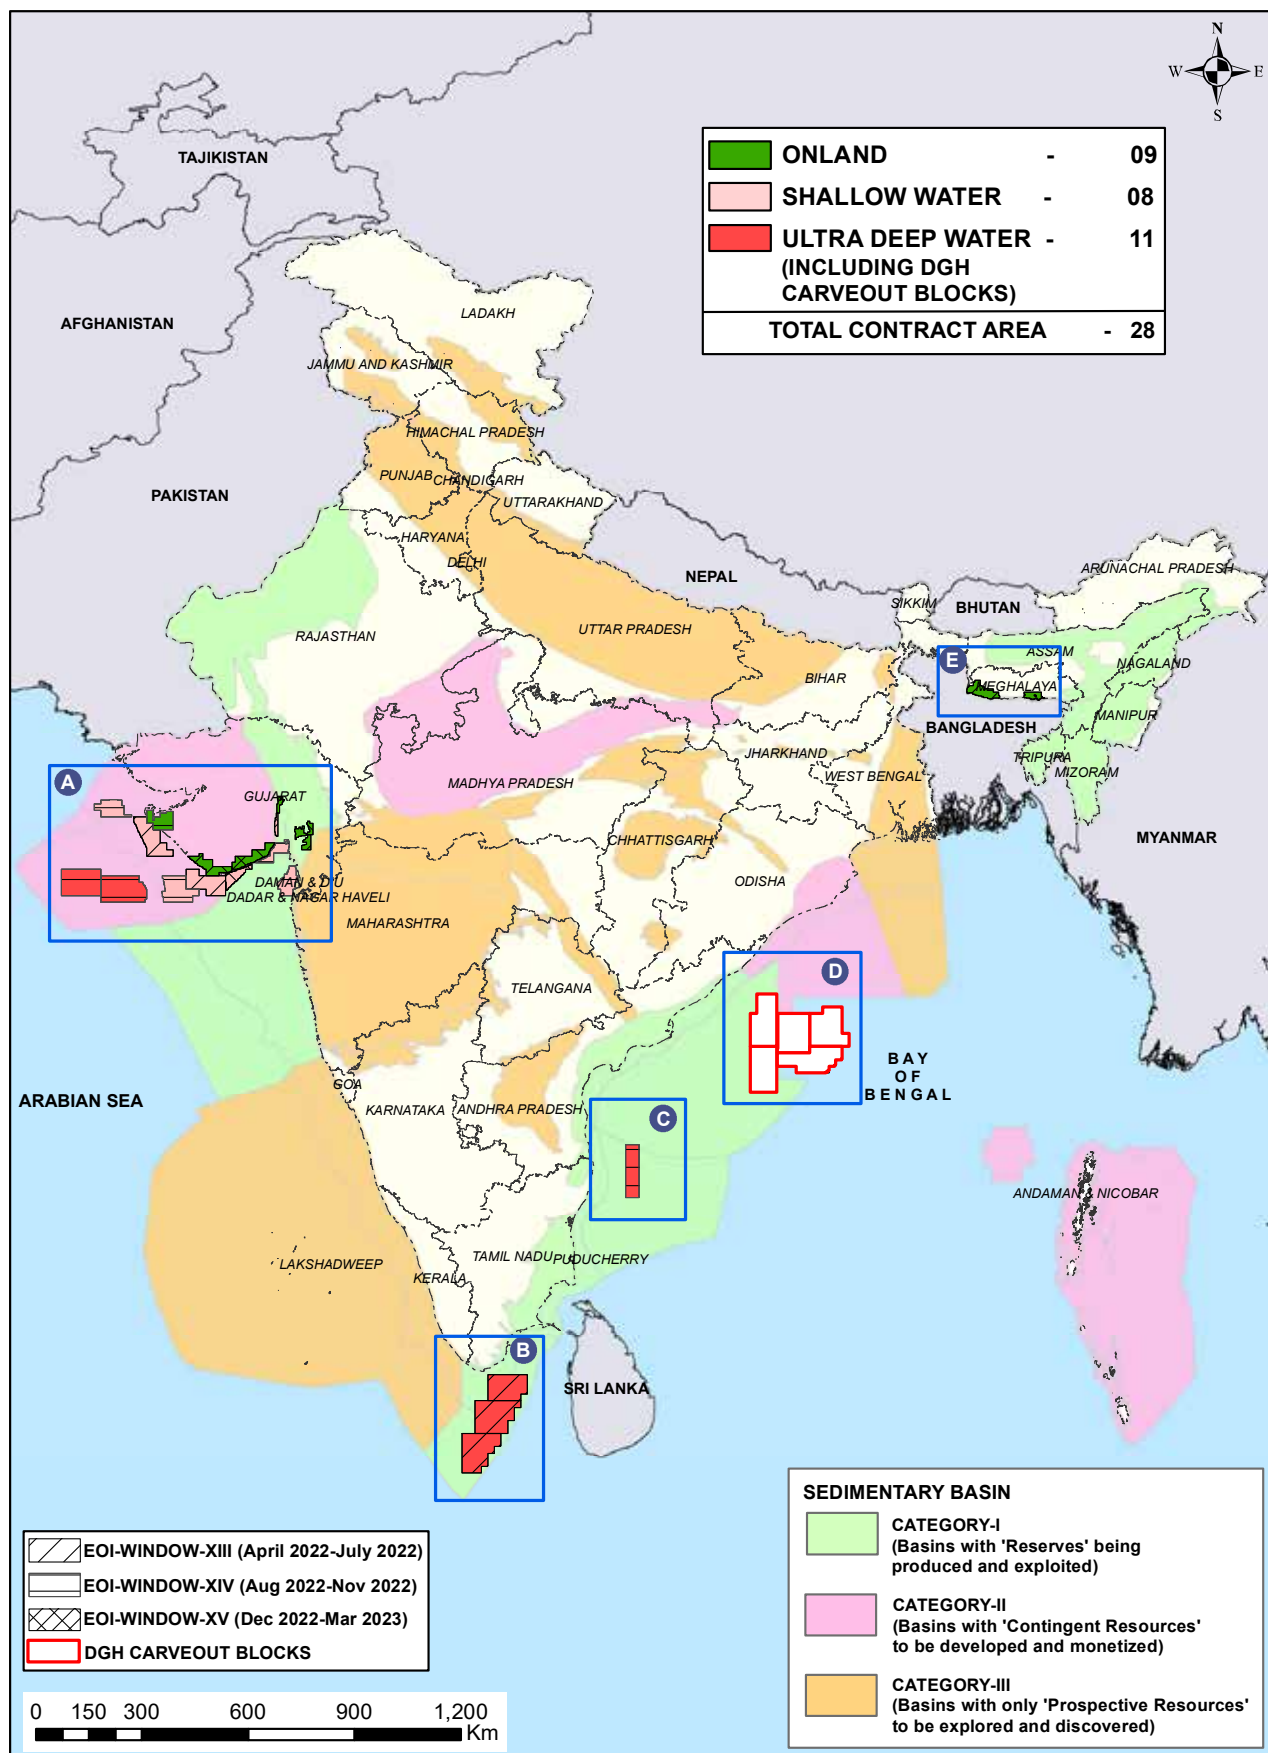 N
W E
S
ONLAND - 09
SHALLOW WATER - 08
ULTRA DEEP WATER - 11
(INCLUDING DGH
CARVEOUT BLOCKS)
TOTAL CONTRACT AREA - 28
TAJIKISTAN
AFGHANISTAN
LADAKH
JAMMU AND KASHMIR
HIMACHAL PRADESH
PUNJAB
CHANDIGARH
UTTARAKHAND
PAKISTAN
HARYANA
DELHI
NEPAL
ARUNACHAL PRADESH
SIKKIM
BHUTAN
RAJASTHAN
UTTAR PRADESH
ASSAM
NAGALAND
E
BIHAR
MEGHALAYA
MANIPUR
BANGLADESH
JHARKHAND
TRIPURA
MIZORAM
A
WEST BENGAL
MADHYA PRADESH
GUJARAT
CHHATTISGARH
MYANMAR
ODISHA
DAMAN & DIU
DADAR & NAGAR HAVELI
MAHARASHTRA
D
TELANGANA
BAY
OF
BENGAL
GOA
ARABIAN SEA
KARNATAKA
ANDHRA PRADESH
C
ANDAMAN & NICOBAR
LAKSHADWEEP
TAMIL NADU
PUDUCHERRY
KERALA
B
SRI LANKA
SEDIMENTARY BASIN
CATEGORY-I
(Basins with 'Reserves' being
produced and exploited)
CATEGORY-II
(Basins with 'Contingent Resources'
to be developed and monetized)
CATEGORY-III
(Basins with only 'Prospective Resources'
to be explored and discovered)
EOI-WINDOW-XIII (April 2022-July 2022)
EOI-WINDOW-XIV (Aug 2022-Nov 2022)
EOI-WINDOW-XV (Dec 2022-Mar 2023)
DGH CARVEOUT BLOCKS
0 150 300 600 900 1,200
Km